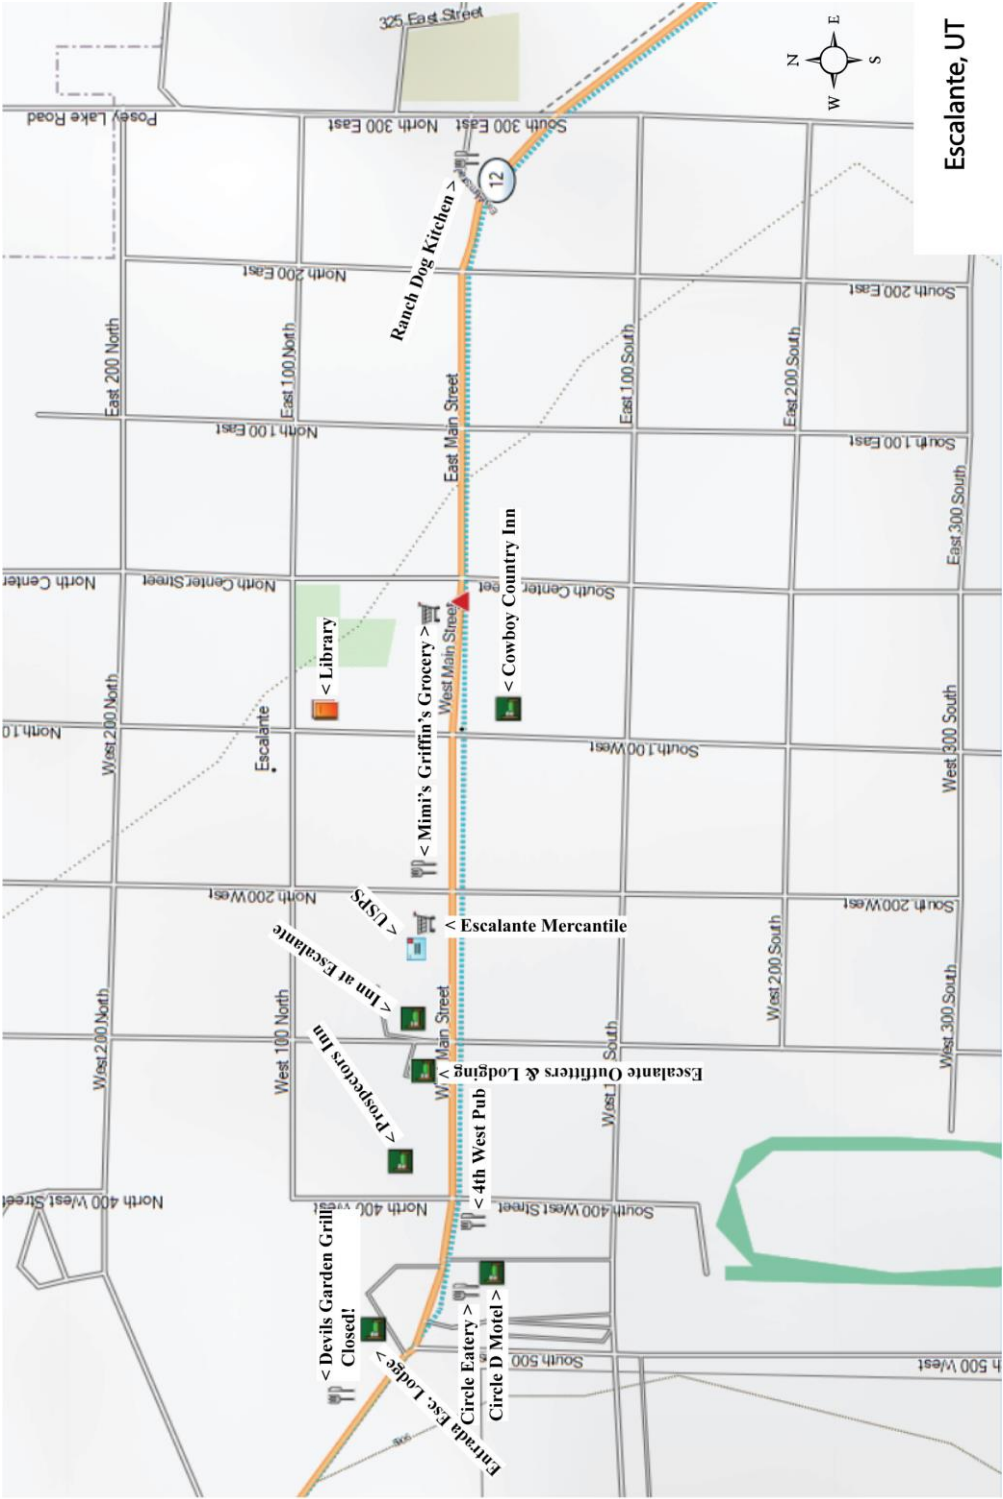 Escalante, UT
N
E
S
W
325 East Street
Posey Lake Road
North 300 East
South 300 East
12
Ranch Dog Kitchen >
North 200 East
South 200 East
East 200 North
East 100 North
East Main Street
East 100 South
East 200 South
North 100 East
South 100 East
East 300 South
North Center
North Center Street
South Center
eet
< Library
Mimi's Griffin's Grocery >
<
West Main Street
< Cowboy Country Inn
Escalante
West 200 North
North 10
South 100 West
West 300 South
North 200 West
South 200 West
< USPS
< Escalante Mercantile
< Inn at Escalante
West 200 North
West 100 North
W
Main Street
West 200 South
West 300 South
West 1
South
< Prospectors Inn
Escalante Outfitters & Lodging >
< 4th West Pub
North 400 West Street
North 400 West
South 400 West Street
< Devils Garden Grill
Closed!
Circle Eatery >
Circle D Motel >
Entrada Esc. Lodge >
South 500
h 500 West